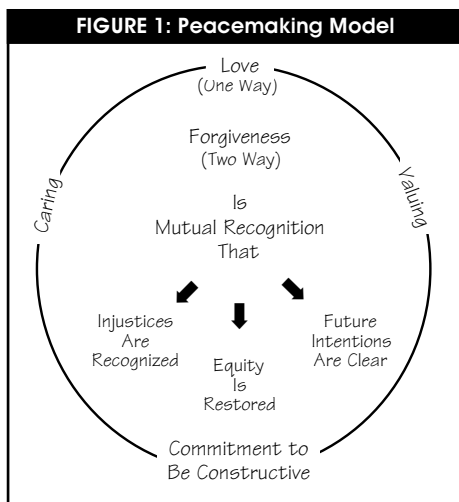 FIGURE 1: Peacemaking Model
Love
(One Way)
Forgiveness
(Two Way)
Caring
Valuing
Is
Mutual Recognition
That
Injustices
Are
Recognized
Equity
Is
Restored
Future
Intentions
Are Clear
Commitment to
Be Constructive